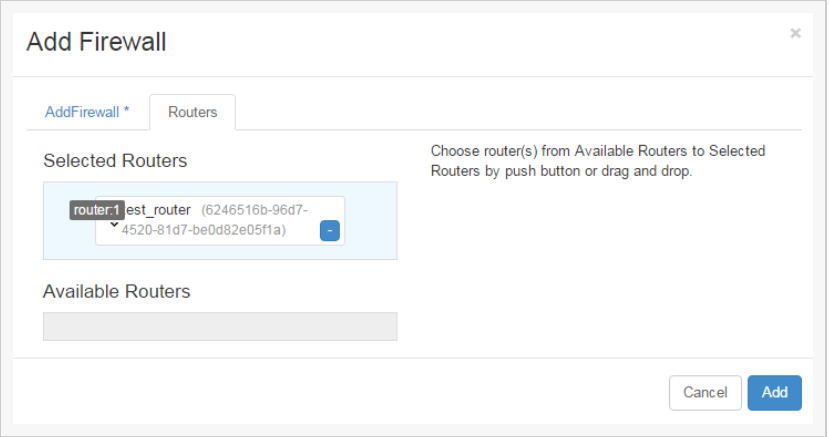 Add Firewall
×
AddFirewall *
Routers
Selected Routers
Choose router(s) from Available Routers to Selected
Routers by push button or drag and drop.
router:1
est_router (6246516b-96d7-
4520-81d7-be0d82e05f1a)
-
Available Routers
Cancel
Add